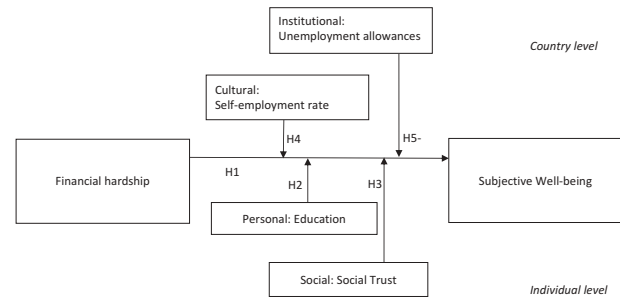 Institutional:
Unemployment allowances
Country level
Cultural:
Self-employment rate
H4
H5-
Financial hardship
H1
H2
H3
Subjective Well-being
Personal: Education
Social: Social Trust
Individual level